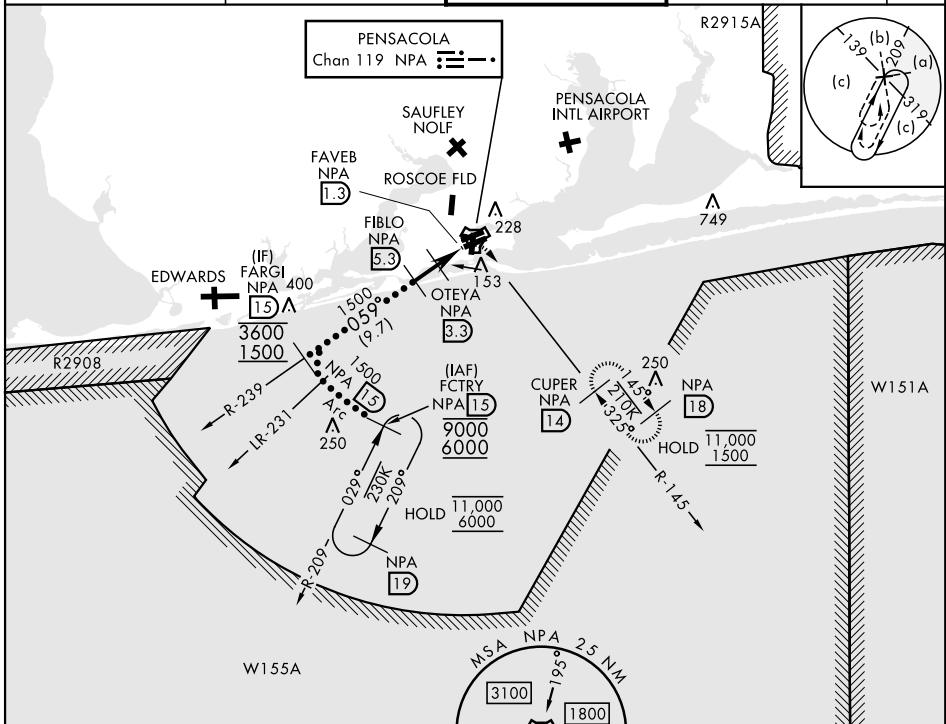 R2915A
PENSACOLA
Chan 119 NPA
139
(b)
209
(a)
(c)
319
(c)
SAUFLEY
NOLF
PENSACOLA
INTL AIRPORT
FAVEB
NPA
1.3
ROSCOE FLD
228
749
FIBLO
NPA
5.3
153
OTEYA
NPA
3.3
EDWARDS
(IF)
FARGI
NPA
15
400
3600
1500
1500
059°
(9.7)
R2908
R-239
LR-231
1500
NPA 15
Arc
250
(IAF)
FCTRY
NPA 15
9000
6000
029°
230K
209°
HOLD 11,000
6000
R-209
NPA
19
CUPER
NPA
14
250
145°
210K
325°
NPA
18
HOLD 11,000
1500
R-145
W151A
W155A
MSA NPA 25 NM
195°
3100
1800